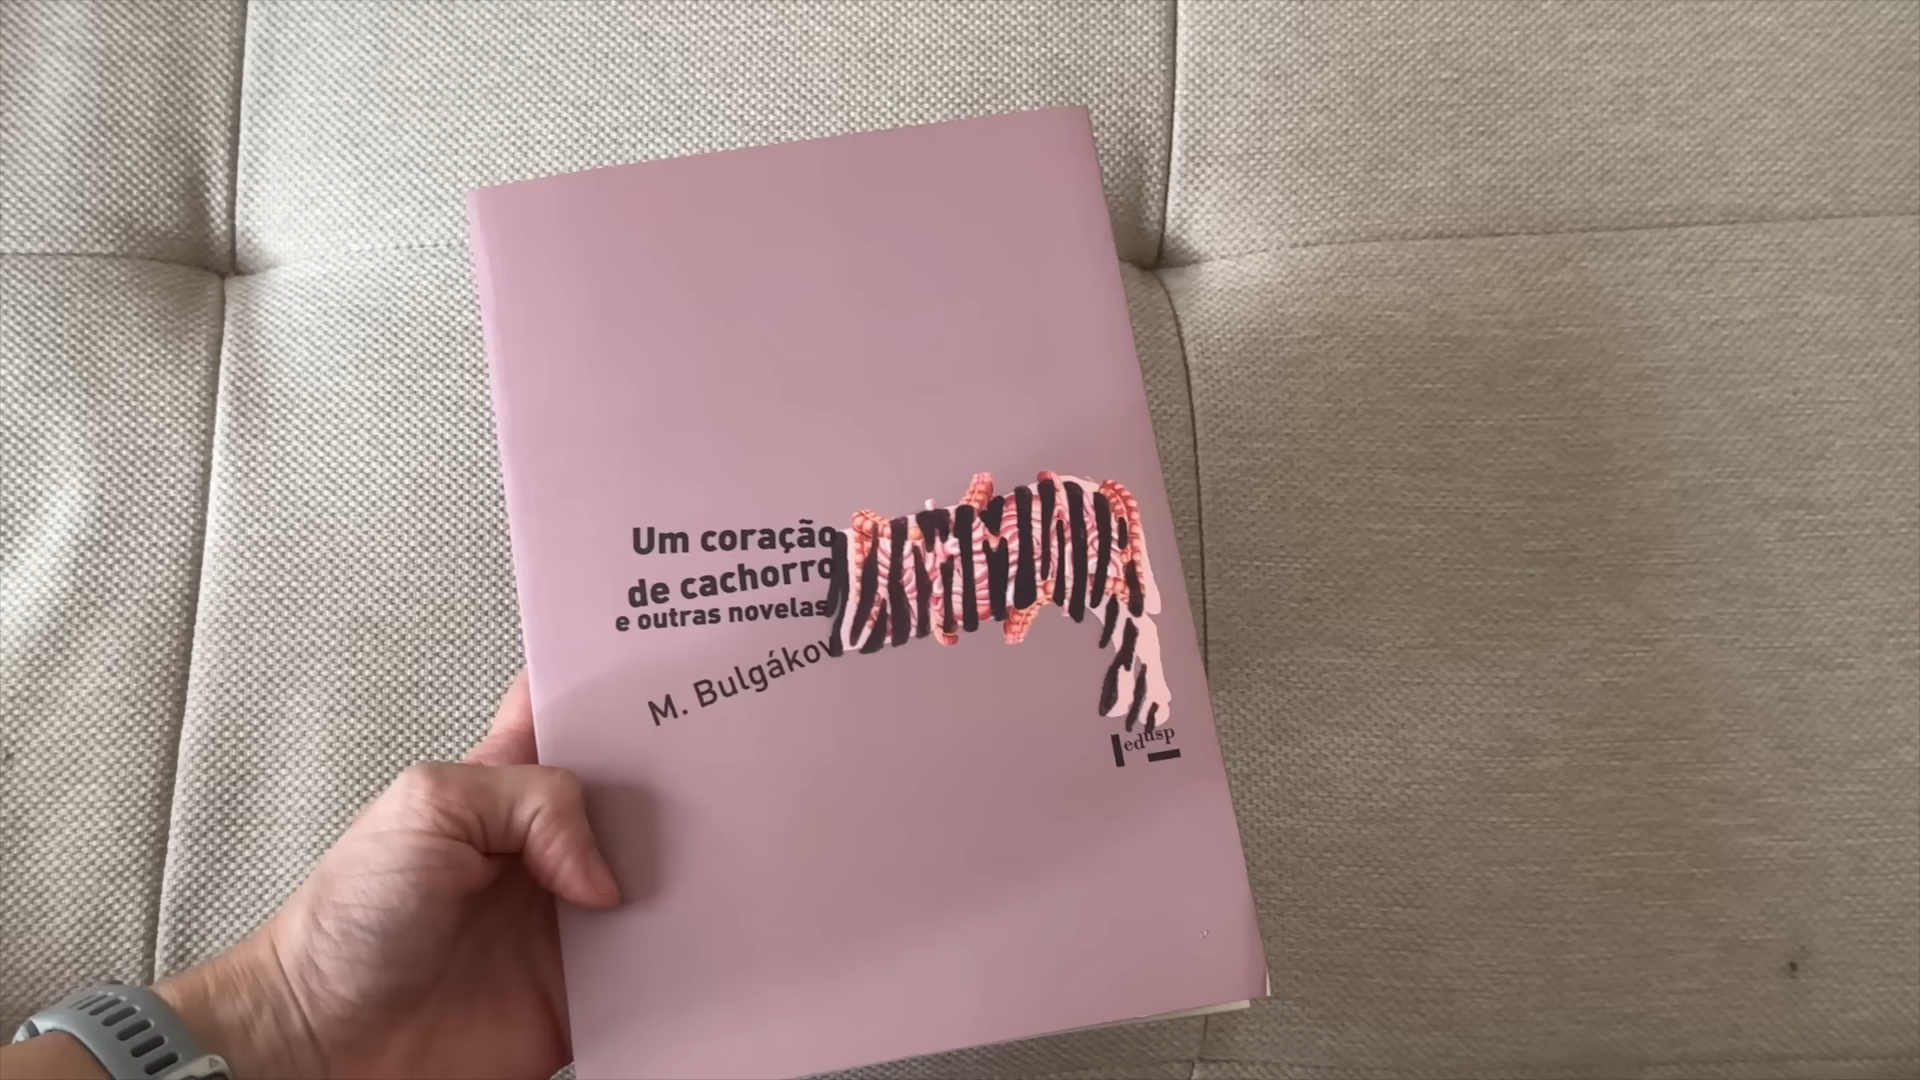 Um coração
de cachorro
e outras novelas
M. Bulgákov
edusp